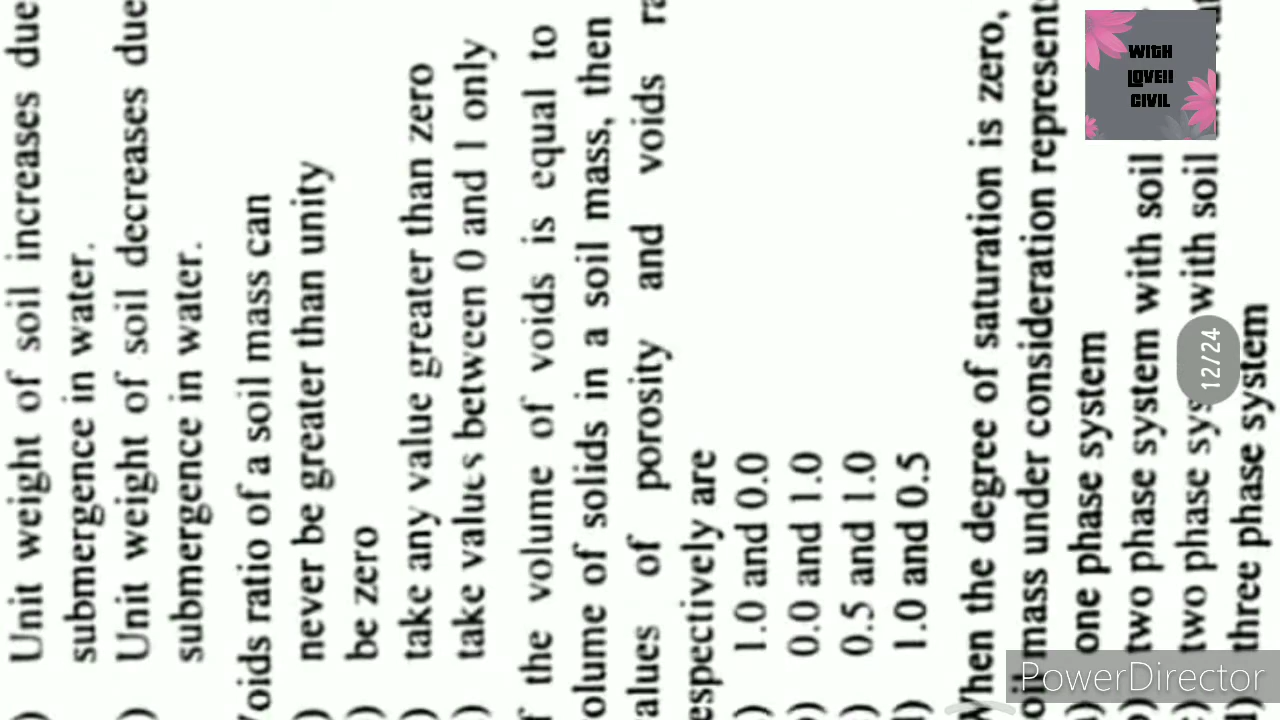 ) Unit weight of soil increases due
submergence in water.
) Unit weight of soil decreases due
submergence in water.
oids ratio of a soil mass can
) never be greater than unity
) be zero
) take any value greater than zero
) take values between 0 and 1 only
f the volume of voids is equal to
olume of solids in a soil mass, then
alues of porosity and voids ra
espectively are
) 1.0 and 0.0
) 0.0 and 1.0
) 0.5 and 1.0
) 1.0 and 0.5
When the degree of saturation is zero,
oil mass under consideration represent
) one phase system
) two phase system with soil
) two phase sys with soil
) three phase system
WITH
LOVELL
CIVIL
12/24
PowerDirector